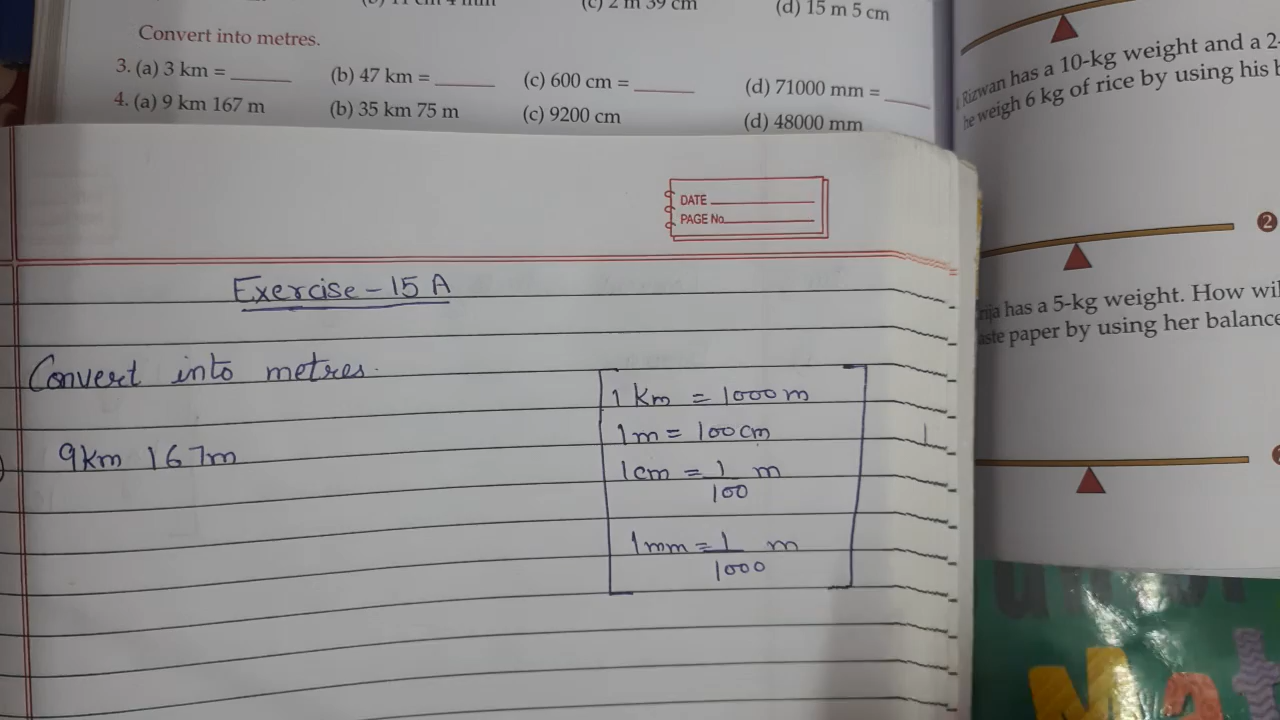 (c) 2 m 39 cm (d) 15 m 5 cm
Convert into metres.
3. (a) 3 km = ______ (b) 47 km = ______ (c) 600 cm = ______ (d) 71000 mm = ______
4. (a) 9 km 167 m (b) 35 km 75 m (c) 9200 cm (d) 48000 mm
DATE
PAGE No.
Exercise - 15 A
Convert into metres.
9km 167m
1 Km = 1000 m
1m = 100cm
1cm = 1/100 m
1mm = 1/1000 m
Rizwan has a 10-kg weight and a 2-
he weigh 6 kg of rice by using his
2
has a 5-kg weight. How wil
paper by using her balance